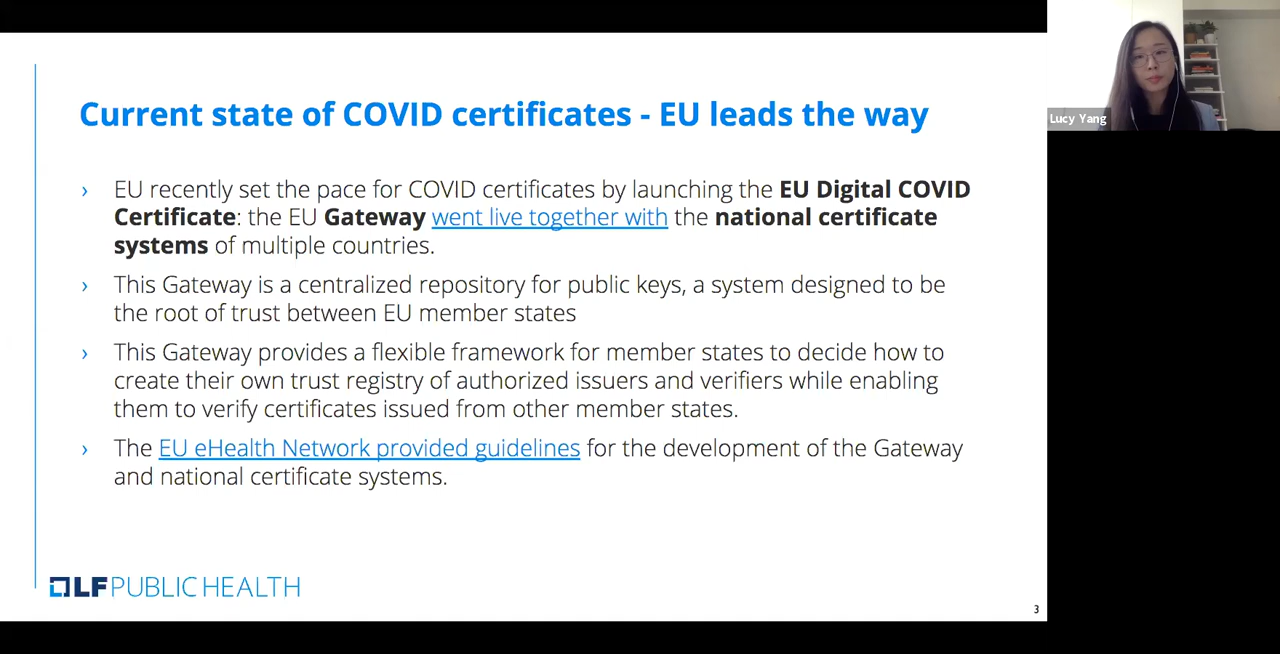 Current state of COVID certificates - EU leads the way
Lucy Yang
› EU recently set the pace for COVID certificates by launching the EU Digital COVID
Certificate: the EU Gateway went live together with the national certificate
systems of multiple countries.
› This Gateway is a centralized repository for public keys, a system designed to be
the root of trust between EU member states
› This Gateway provides a flexible framework for member states to decide how to
create their own trust registry of authorized issuers and verifiers while enabling
them to verify certificates issued from other member states.
› The EU eHealth Network provided guidelines for the development of the Gateway
and national certificate systems.
LF PUBLIC HEALTH
3